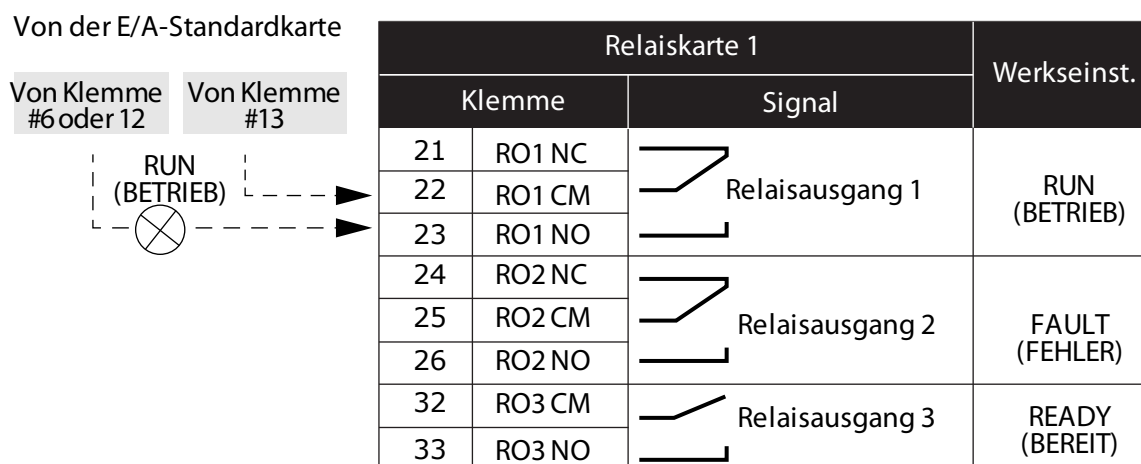 Von der E/A-Standardkarte
Von Klemme
#6 oder 12
Von Klemme
#13
RUN
(BETRIEB)
Relaiskarte 1
Werkseinst.
Klemme
Signal
21 RO1 NC
22 RO1 CM
23 RO1 NO
Relaisausgang 1
RUN
(BETRIEB)
24 RO2 NC
25 RO2 CM
26 RO2 NO
Relaisausgang 2
FAULT
(FEHLER)
32 RO3 CM
33 RO3 NO
Relaisausgang 3
READY
(BEREIT)